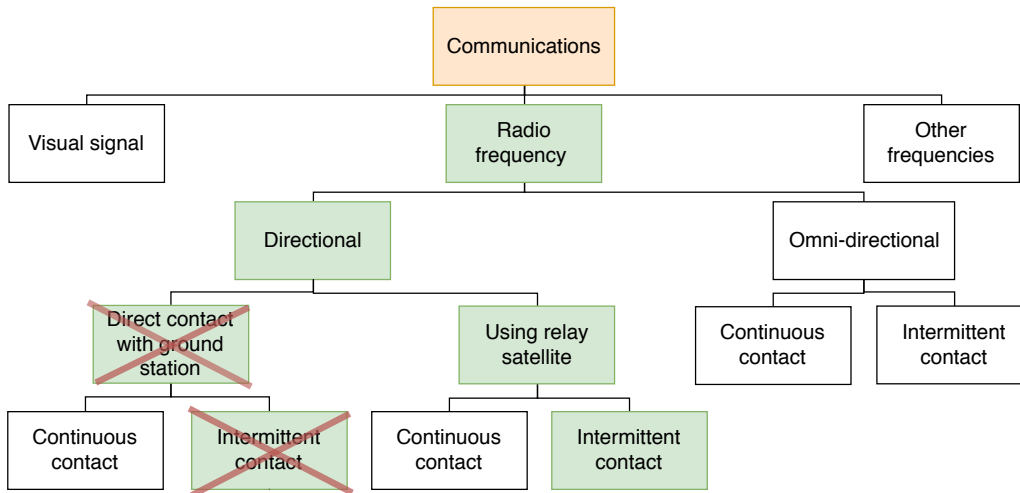 Communications
Visual signal
Radio
frequency
Other
frequencies
Directional
Omni-directional
Direct contact
with ground
station
Using relay
satellite
Continuous
contact
Intermittent
contact
Continuous
contact
Intermittent
contact
Continuous
contact
Intermittent
contact